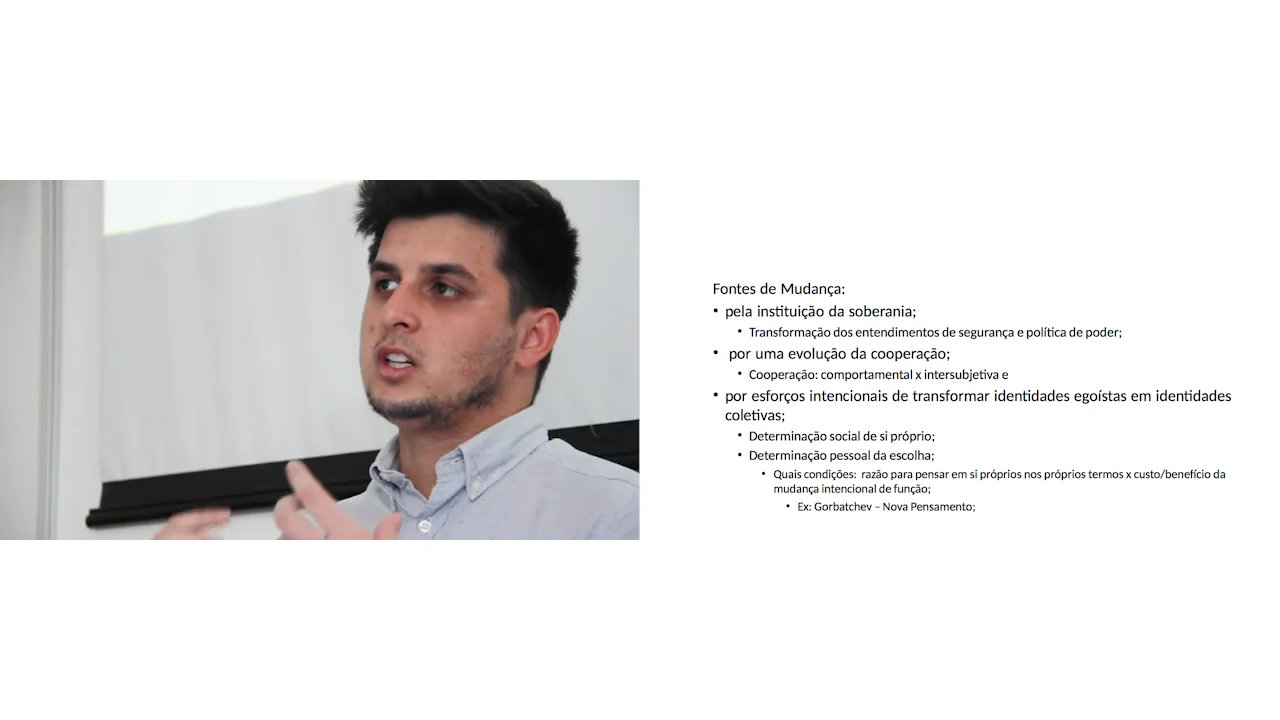 Fontes de Mudança:
• pela instituição da soberania;
• Transformação dos entendimentos de segurança e política de poder;
• por uma evolução da cooperação;
• Cooperação: comportamental x intersubjetiva e
• por esforços intencionais de transformar identidades egoístas em identidades
coletivas;
• Determinação social de si próprio;
• Determinação pessoal da escolha;
• Quais condições: razão para pensar em si próprios nos próprios termos x custo/benefício da
mudança intencional de função;
• Ex: Gorbatchev – Nova Pensamento;